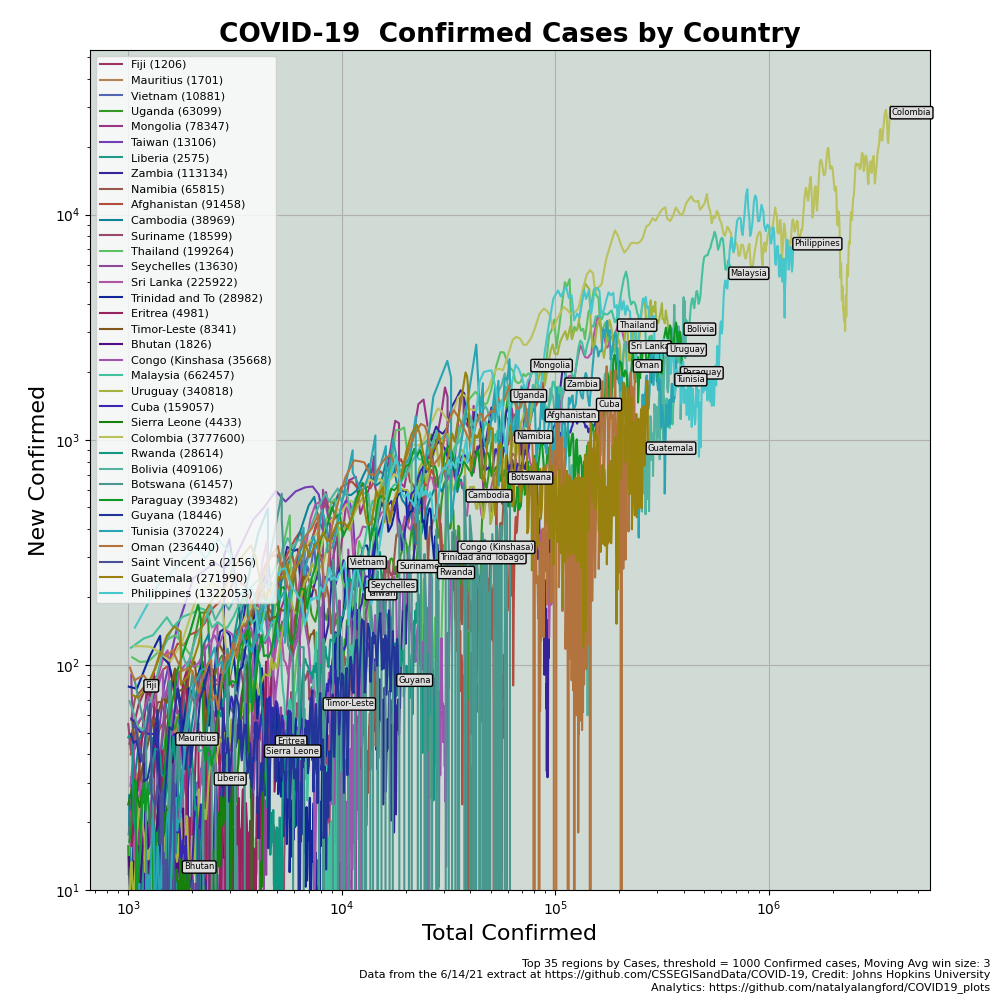 COVID-19  Confirmed Cases by Country
Fiji (1206)
Mauritius (1701)
Vietnam (10881)
Uganda (63099)
Mongolia (78347)
Taiwan (13106)
Liberia (2575)
Zambia (113134)
Namibia (65815)
Afghanistan (91458)
Cambodia (38969)
Suriname (18599)
Thailand (199264)
Seychelles (13630)
Sri Lanka (225922)
Trinidad and To (28982)
Eritrea (4981)
Timor-Leste (8341)
Bhutan (1826)
Congo (Kinshasa (35668)
Malaysia (662457)
Uruguay (340818)
Cuba (159057)
Sierra Leone (4433)
Colombia (3777600)
Rwanda (28614)
Bolivia (409106)
Botswana (61457)
Paraguay (393482)
Guyana (18446)
Tunisia (370224)
Oman (236440)
Saint Vincent a (2156)
Guatemala (271990)
Philippines (1322053)
Colombia
Philippines
Malaysia
Thailand
Bolivia
Sri Lanka
Uruguay
Mongolia
Oman
Paraguay
Tunisia
Zambia
Uganda
Cuba
Afghanistan
Namibia
Guatemala
Botswana
Cambodia
Congo (Kinshasa)
Trinidad and Tobago
Vietnam
Suriname
Rwanda
Seychelles
Taiwan
Fiji
Guyana
Timor-Leste
Mauritius
Eritrea
Sierra Leone
Liberia
Bhutan
10⁴
10³
10²
10¹
New Confirmed
10³
10⁴
10⁵
10⁶
Total Confirmed
Top 35 regions by Cases, threshold = 1000 Confirmed cases, Moving Avg win size: 3
Data from the 6/14/21 extract at https://github.com/CSSEGISandData/COVID-19, Credit: Johns Hopkins University
Analytics: https://github.com/natalyalangford/COVID19_plots